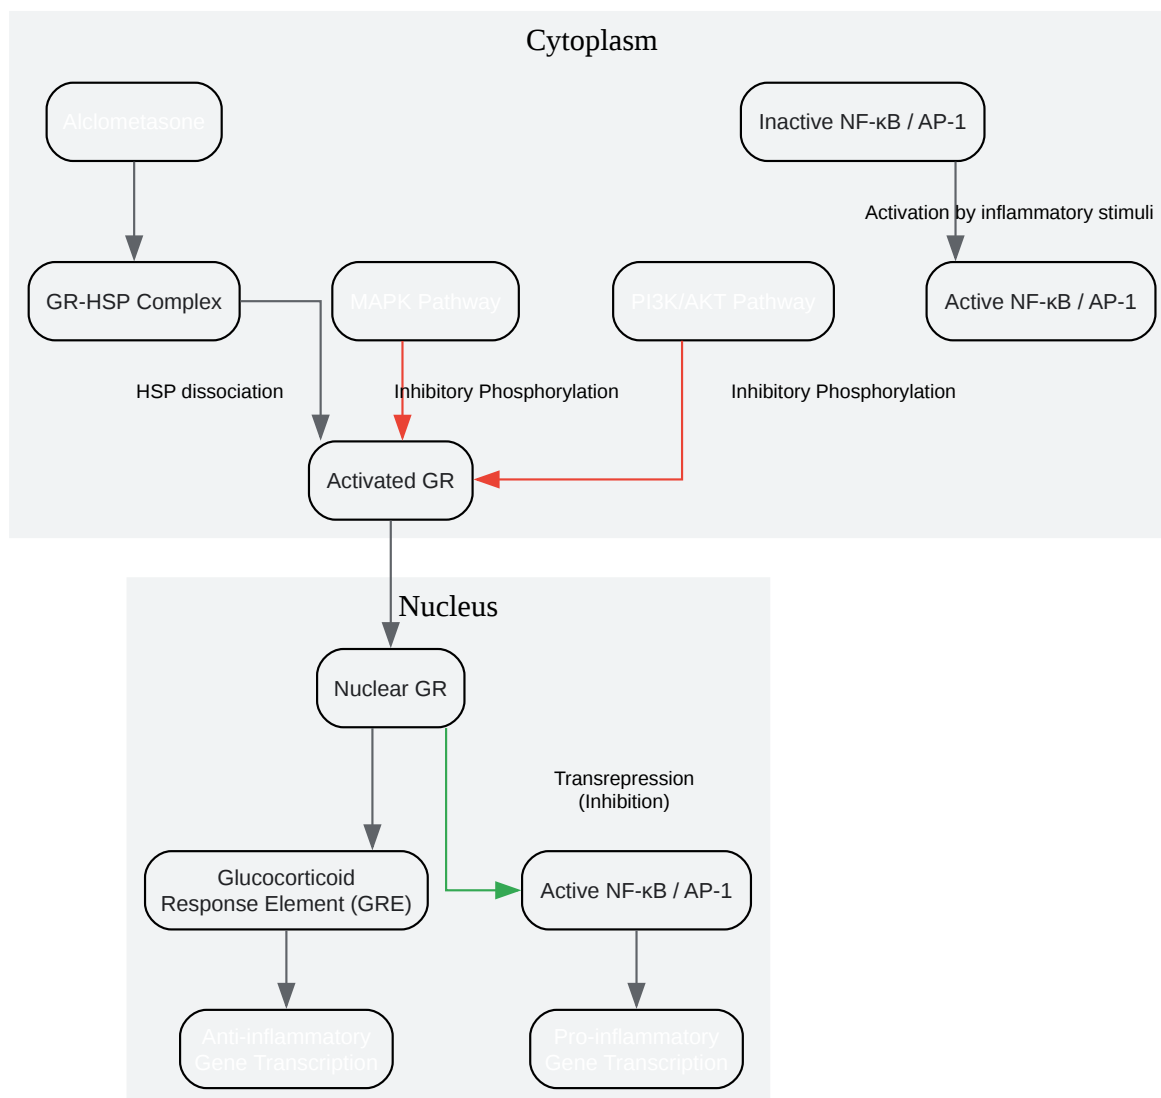 Cytoplasm
Alclometasone
Inactive NF-κB / AP-1
Activation by inflammatory stimuli
GR-HSP Complex
MAPK Pathway
PI3K/AKT Pathway
Active NF-κB / AP-1
HSP dissociation
Inhibitory Phosphorylation
Inhibitory Phosphorylation
Activated GR
Nucleus
Nuclear GR
Transrepression
(Inhibition)
Glucocorticoid
Response Element (GRE)
Active NF-κB / AP-1
Anti-inflammatory
Gene Transcription
Pro-inflammatory
Gene Transcription